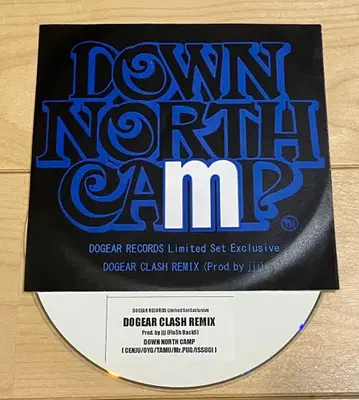 DOWN
NORTH
CAMP
DOGEAR RECORDS Limited Set Exclusive
DOGEAR CLASH REMIX (Prod by jjj)
DOGEAR RECORDS Limited Set Exclusive
DOGEAR CLASH REMIX
Prod. by jjj (Fla$h BackS)
DOWN NORTH CAMP
( CENJU/OYG/TAMU/Mr.PUG/ISSUGI )